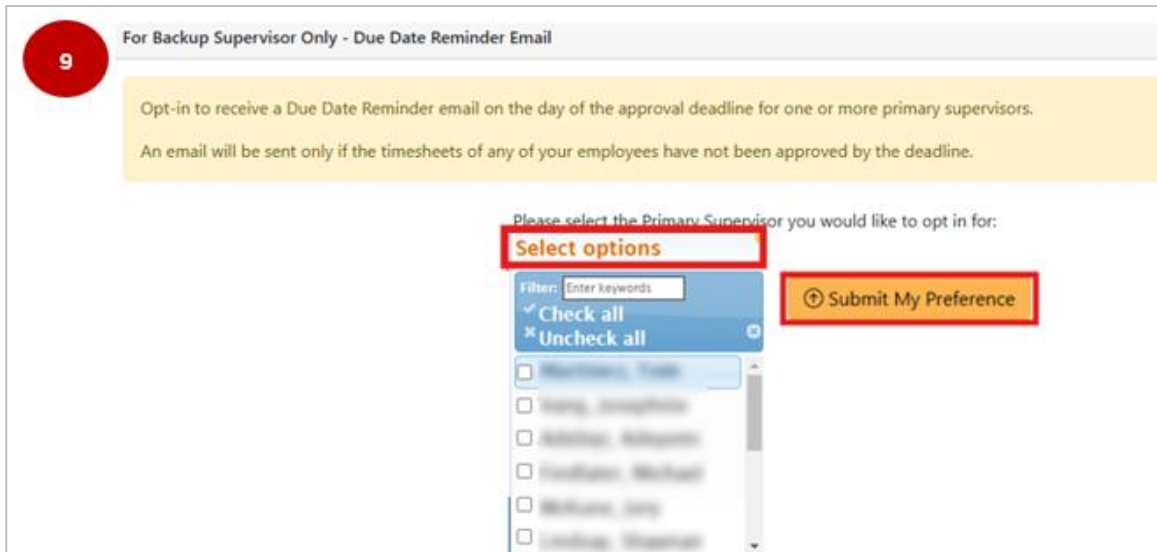 9
For Backup Supervisor Only - Due Date Reminder Email
Opt-in to receive a Due Date Reminder email on the day of the approval deadline for one or more primary supervisors.
An email will be sent only if the timesheets of any of your employees have not been approved by the deadline.
Please select the Primary Supervisor you would like to opt in for:
Select options
Filter: Enter keywords
Check all
Uncheck all
Submit My Preference